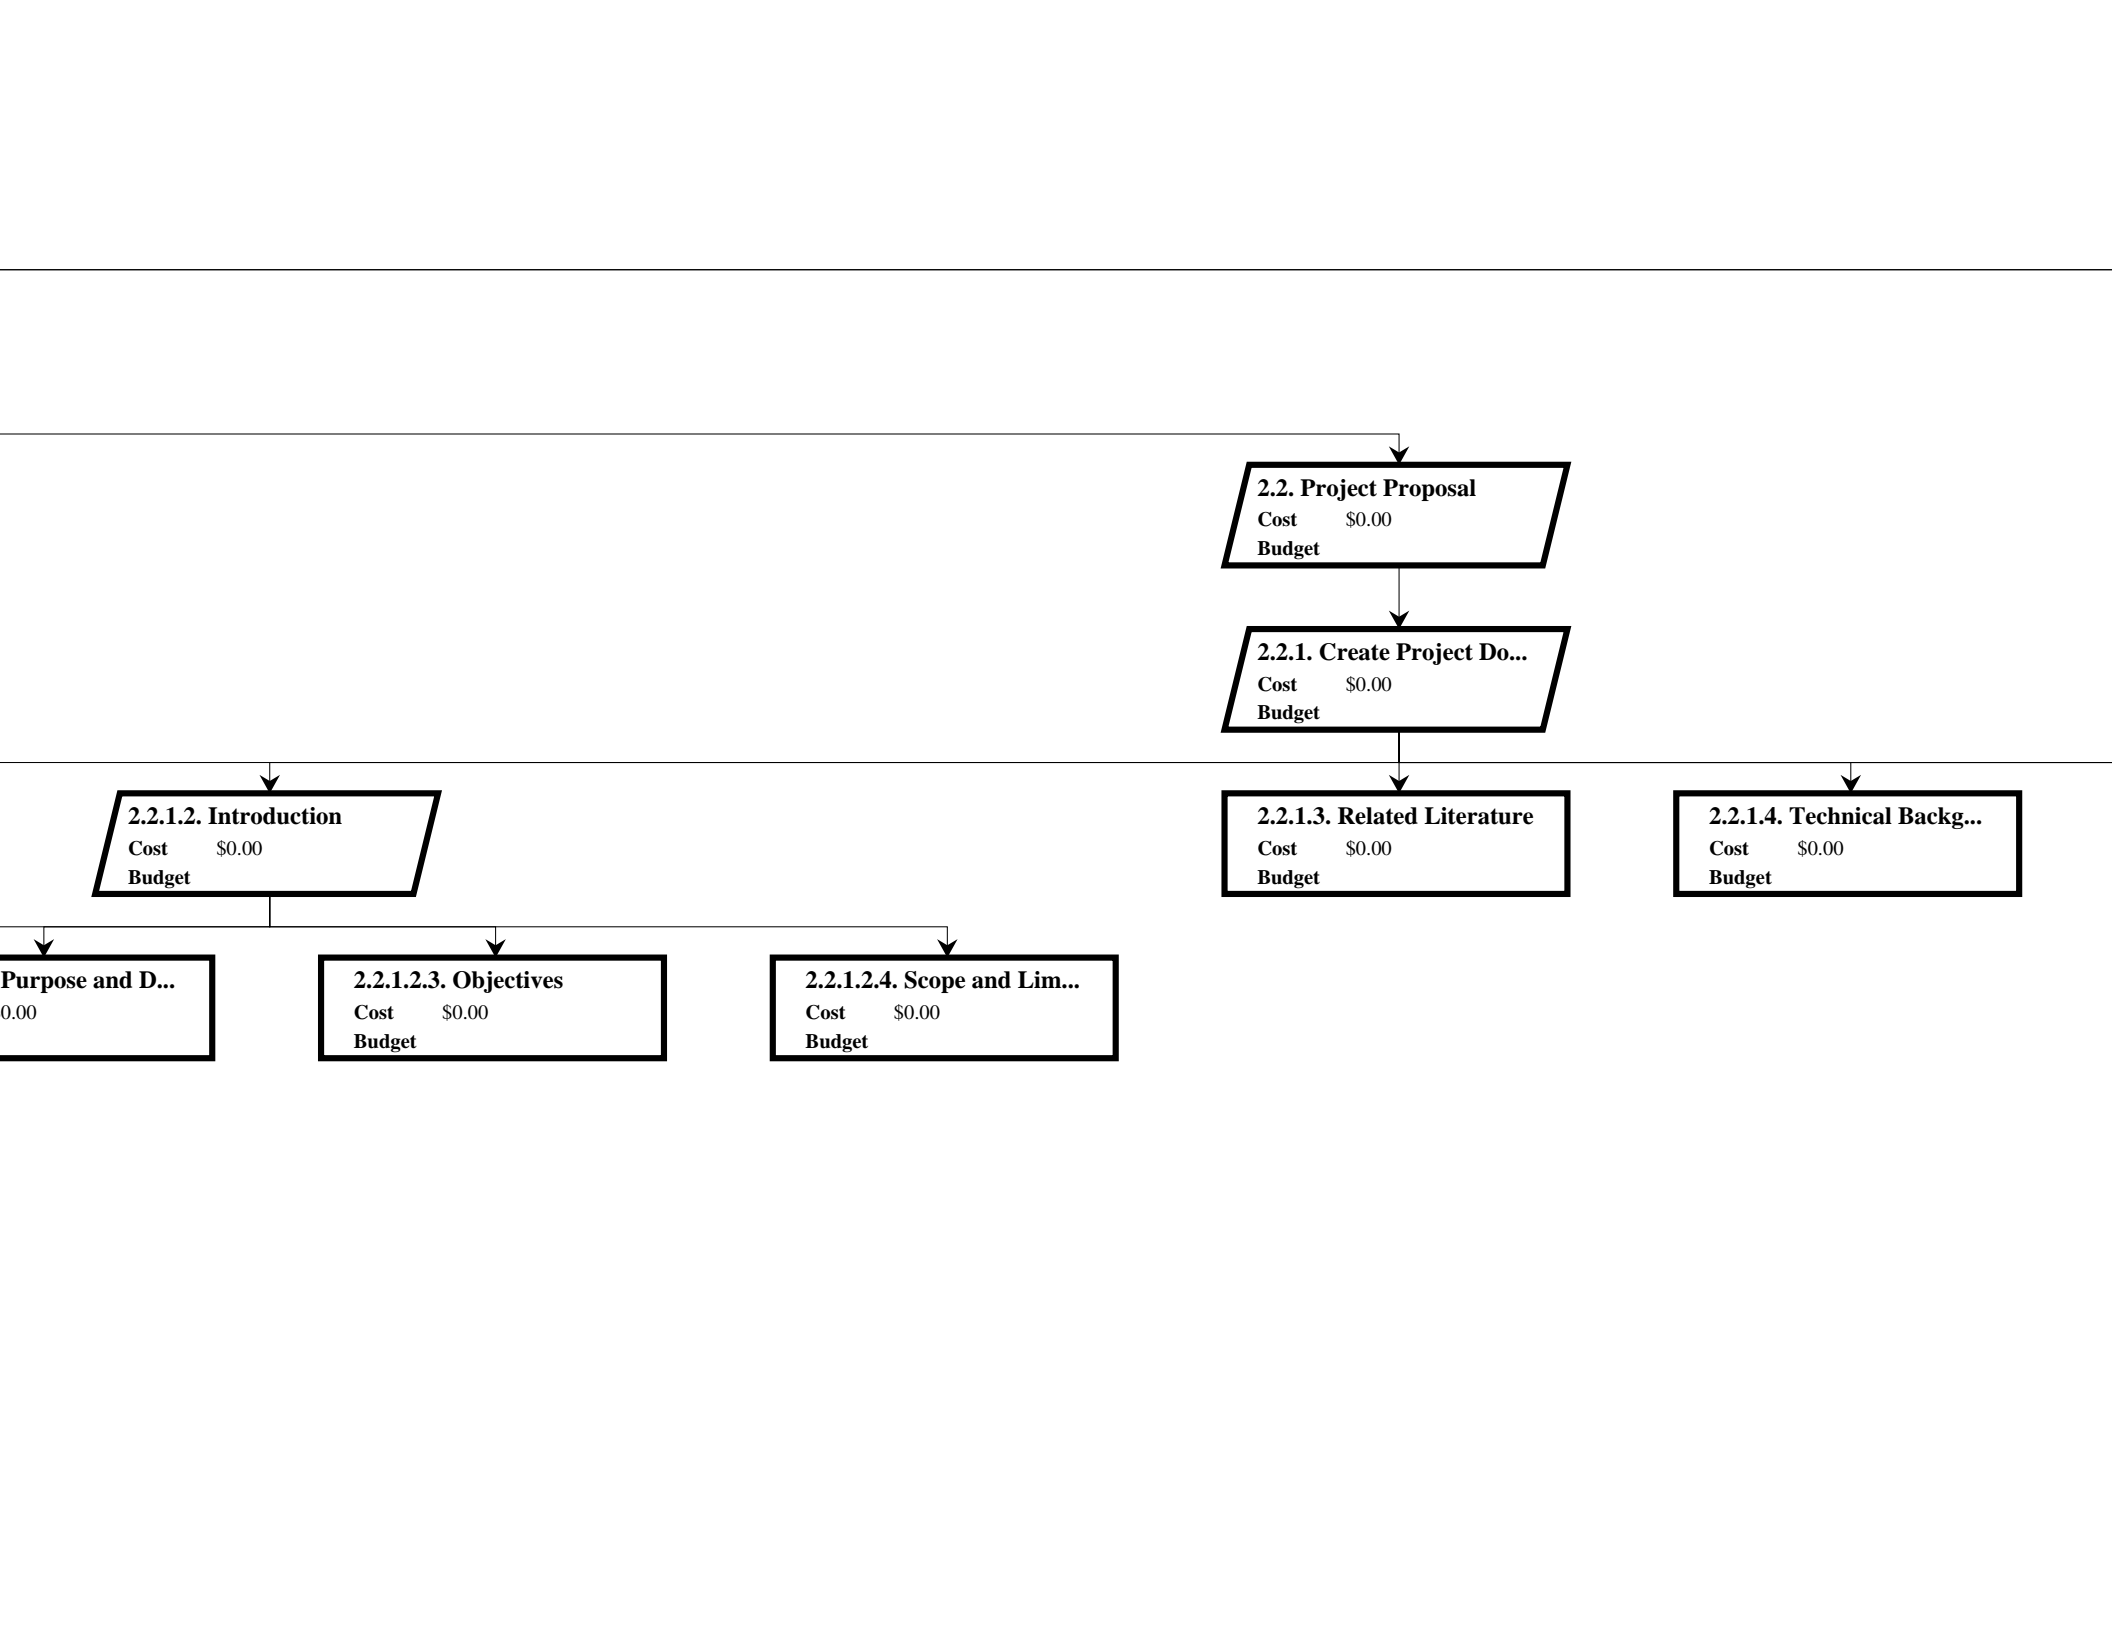 2.2. Project Proposal
Cost $0.00
Budget
2.2.1. Create Project Do...
Cost $0.00
Budget
2.2.1.2. Introduction
Cost $0.00
Budget
2.2.1.3. Related Literature
Cost $0.00
Budget
2.2.1.4. Technical Backg...
Cost $0.00
Budget
Purpose and D...
0.00
2.2.1.2.3. Objectives
Cost $0.00
Budget
2.2.1.2.4. Scope and Lim...
Cost $0.00
Budget